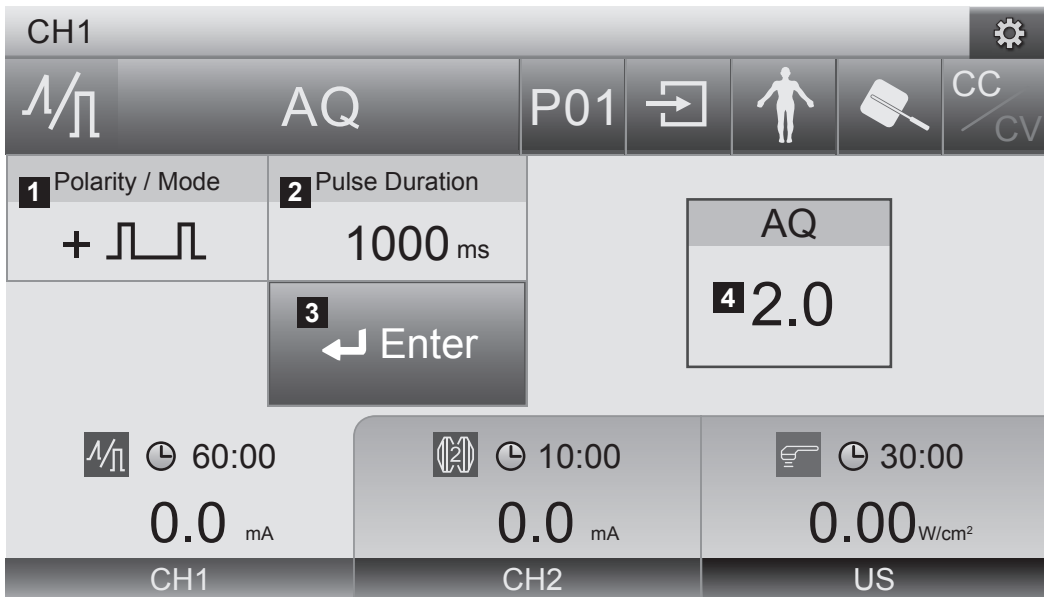 CH1
AQ P01 CC/CV
1 Polarity / Mode 2 Pulse Duration
+ 1000 ms
AQ
4 2.0
3 Enter
60:00 2 10:00 30:00
0.0 mA 0.0 mA 0.00 W/cm²
CH1 CH2 US